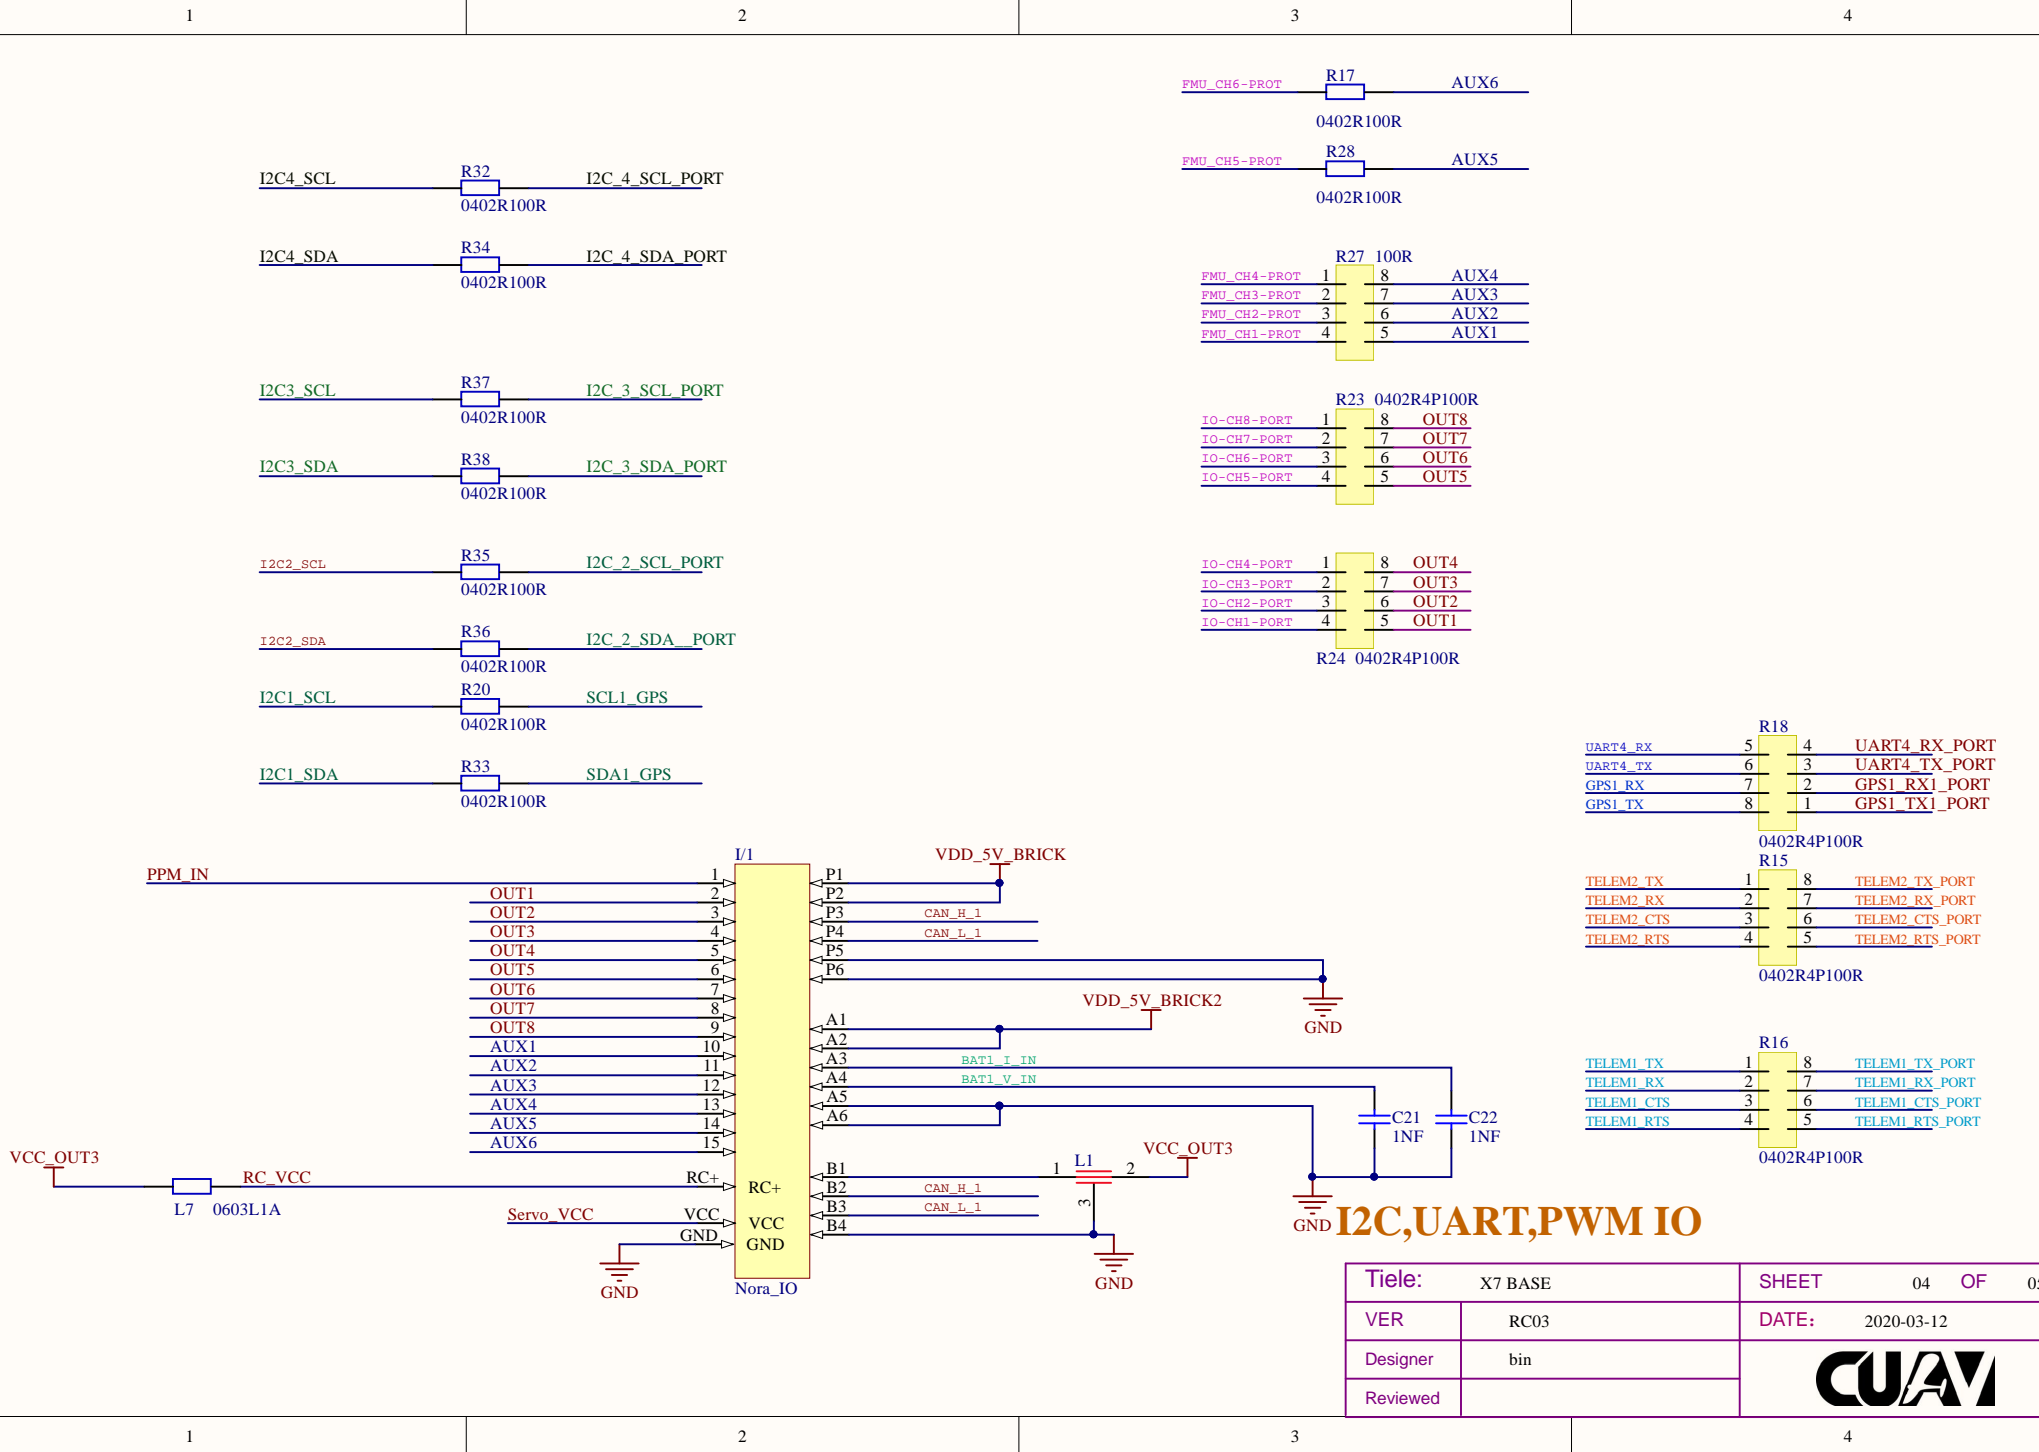 1 2 3 4
FMU_CH6-PROT R17 AUX6
0402R100R
FMU_CH5-PROT R28 AUX5
0402R100R
I2C4_SCL R32 I2C_4_SCL_PORT
0402R100R
I2C4_SDA R34 I2C_4_SDA_PORT
0402R100R
R27 100R
FMU_CH4-PROT 1 8 AUX4
FMU_CH3-PROT 2 7 AUX3
FMU_CH2-PROT 3 6 AUX2
FMU_CH1-PROT 4 5 AUX1
I2C3_SCL R37 I2C_3_SCL_PORT
0402R100R
I2C3_SDA R38 I2C_3_SDA_PORT
0402R100R
R23 0402R4P100R
IO-CH8-PORT 1 8 OUT8
IO-CH7-PORT 2 7 OUT7
IO-CH6-PORT 3 6 OUT6
IO-CH5-PORT 4 5 OUT5
I2C2_SCL R35 I2C_2_SCL_PORT
0402R100R
I2C2_SDA R36 I2C_2_SDA__PORT
0402R100R
IO-CH4-PORT 1 8 OUT4
IO-CH3-PORT 2 7 OUT3
IO-CH2-PORT 3 6 OUT2
IO-CH1-PORT 4 5 OUT1
R24 0402R4P100R
I2C1_SCL R20 SCL1_GPS
0402R100R
I2C1_SDA R33 SDA1_GPS
0402R100R
R18
UART4_RX 5 4 UART4_RX_PORT
UART4_TX 6 3 UART4_TX_PORT
GPS1_RX 7 2 GPS1_RX1_PORT
GPS1_TX 8 1 GPS1_TX1_PORT
0402R4P100R
R15
TELEM2_TX 1 8 TELEM2_TX_PORT
TELEM2_RX 2 7 TELEM2_RX_PORT
TELEM2_CTS 3 6 TELEM2_CTS_PORT
TELEM2_RTS 4 5 TELEM2_RTS_PORT
0402R4P100R
R16
TELEM1_TX 1 8 TELEM1_TX_PORT
TELEM1_RX 2 7 TELEM1_RX_PORT
TELEM1_CTS 3 6 TELEM1_CTS_PORT
TELEM1_RTS 4 5 TELEM1_RTS_PORT
0402R4P100R
I/1
PPM_IN 1
OUT1 2
OUT2 3
OUT3 4
OUT4 5
OUT5 6
OUT6 7
OUT7 8
OUT8 9
AUX1 10
AUX2 11
AUX3 12
AUX4 13
AUX5 14
AUX6 15
VCC_OUT3
L7 0603L1A
RC_VCC RC+ RC+
Servo_VCC VCC VCC
GND GND
GND
Nora_IO
VDD_5V_BRICK
P1
P2
P3 CAN_H_1
P4 CAN_L_1
P5
P6
GND
VDD_5V_BRICK2
A1
A2
A3 BAT1_I_IN
A4 BAT1_V_IN
A5
A6
C21 C22
1NF 1NF
GND
B1 1 L1 2 VCC_OUT3
B2 CAN_H_1 3
B3 CAN_L_1
B4
GND
I2C,UART,PWM IO
Tiele: X7 BASE SHEET 04 OF
VER RC03 DATE: 2020-03-12
Designer bin
Reviewed
CUAV
1 2 3 4